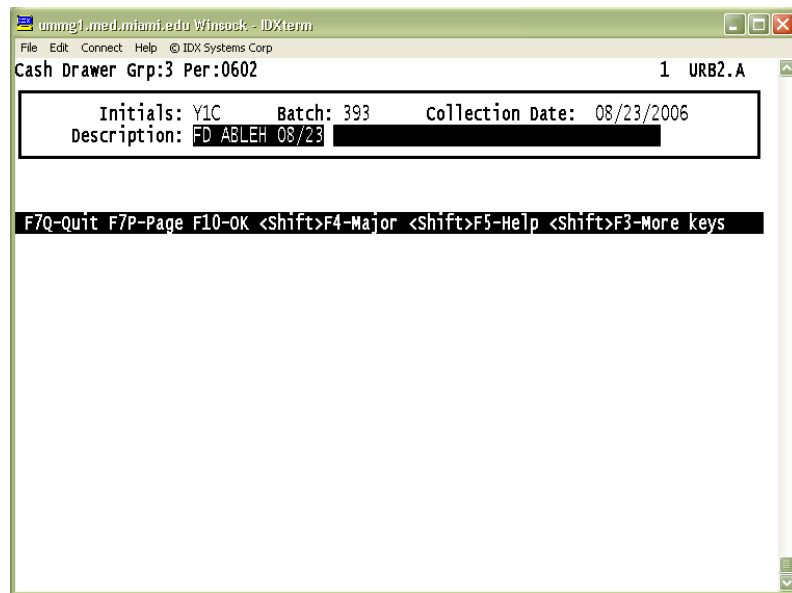 ummg1.med.miami.edu Winsock - IDXterm
File Edit Connect Help © IDX Systems Corp
Cash Drawer Grp:3 Per:0602 1 URB2.A
Initials: Y1C Batch: 393 Collection Date: 08/23/2006
Description: FD ABLEH 08/23
F7Q-Quit F7P-Page F10-OK <Shift>F4-Major <Shift>F5-Help <Shift>F3-More keys